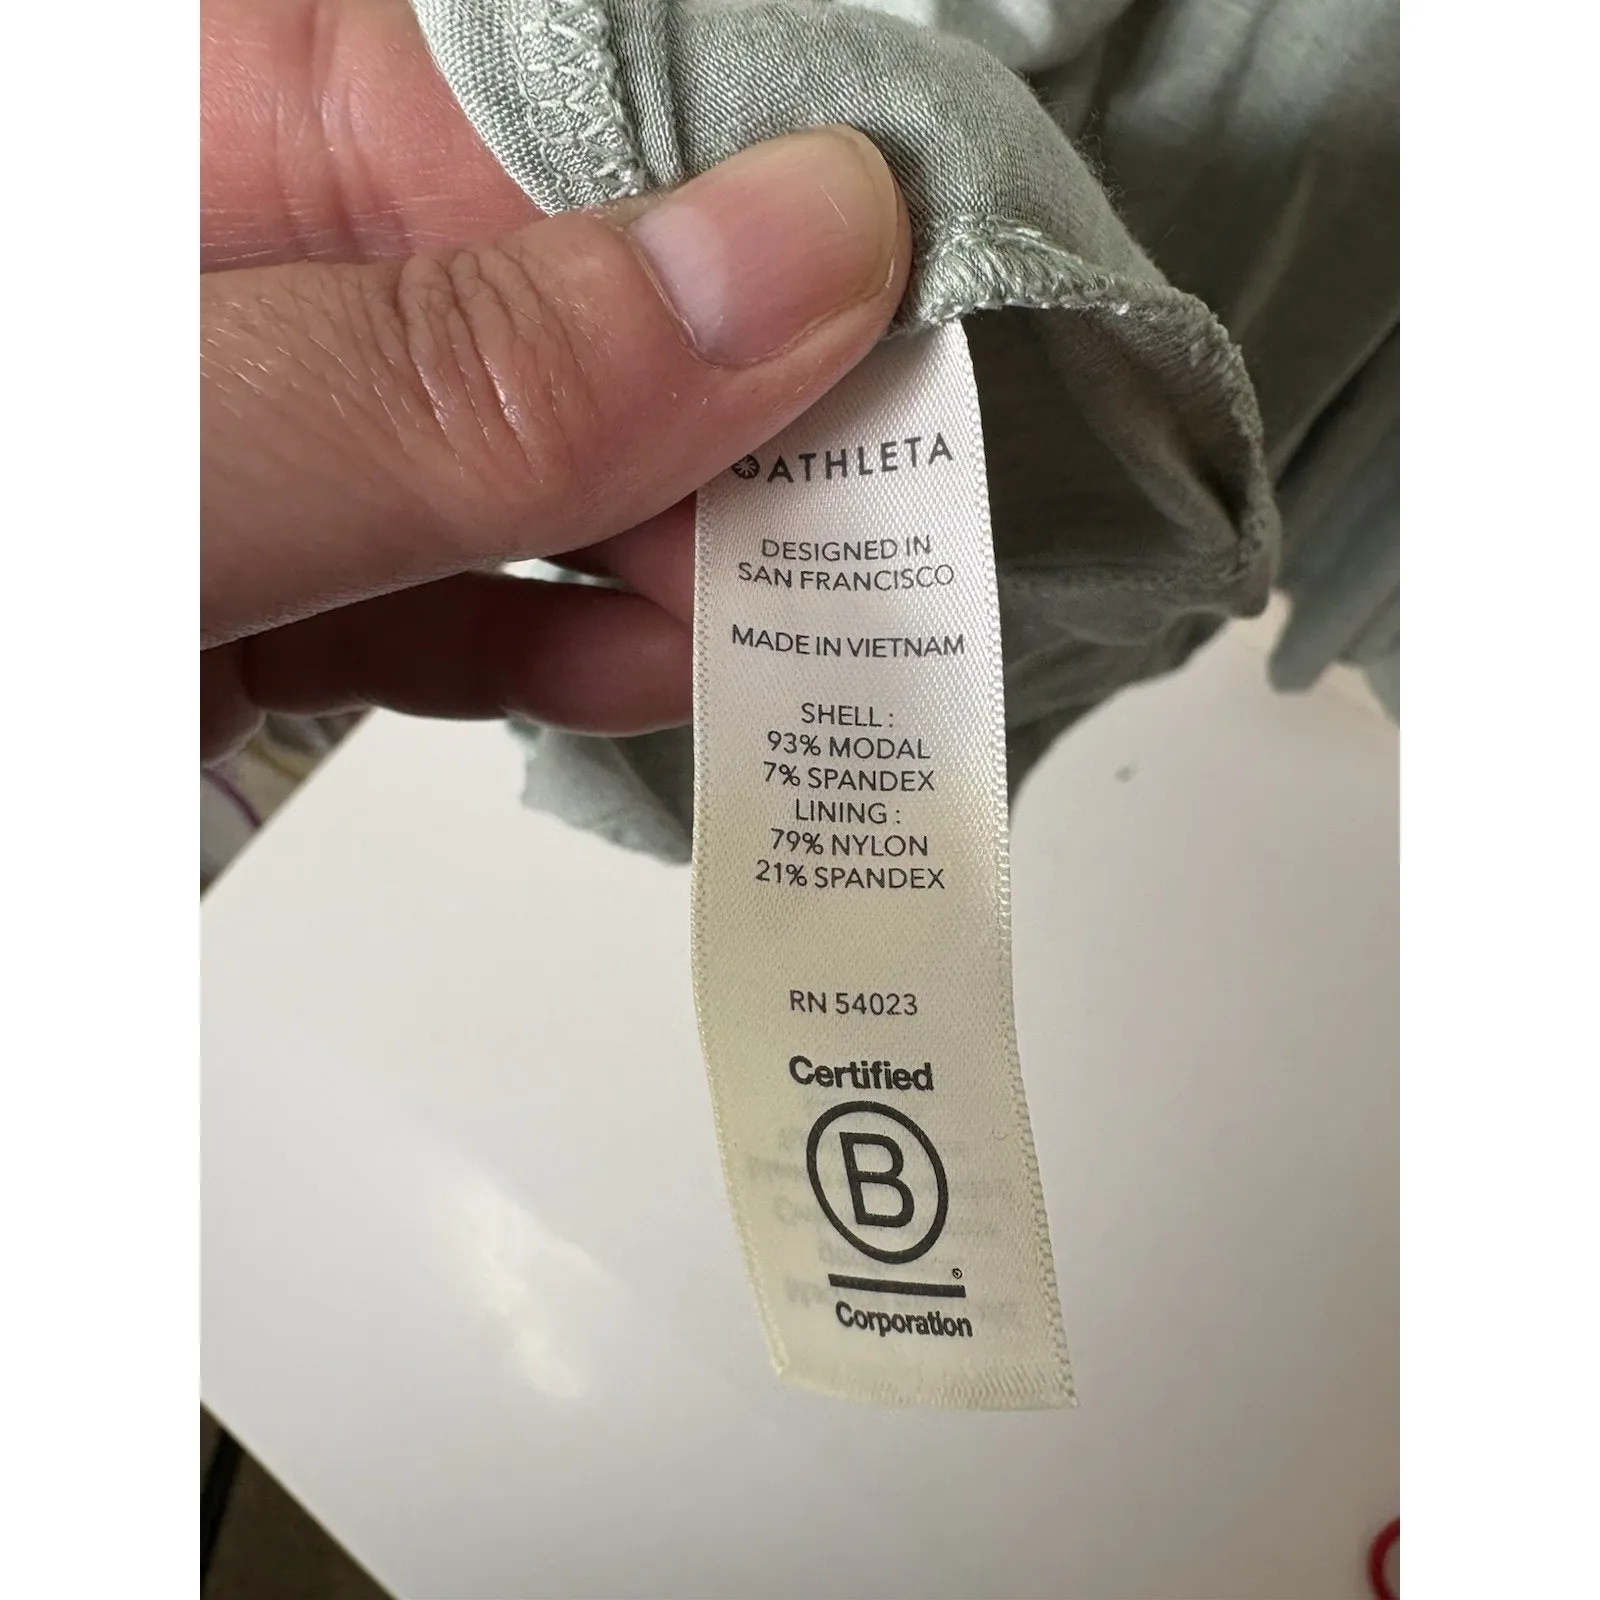 ATHLETA
DESIGNED IN
SAN FRANCISCO
MADE IN VIETNAM
SHELL :
93% MODAL
7% SPANDEX
LINING :
79% NYLON
21% SPANDEX
RN 54023
Certified
B
®
Corporation